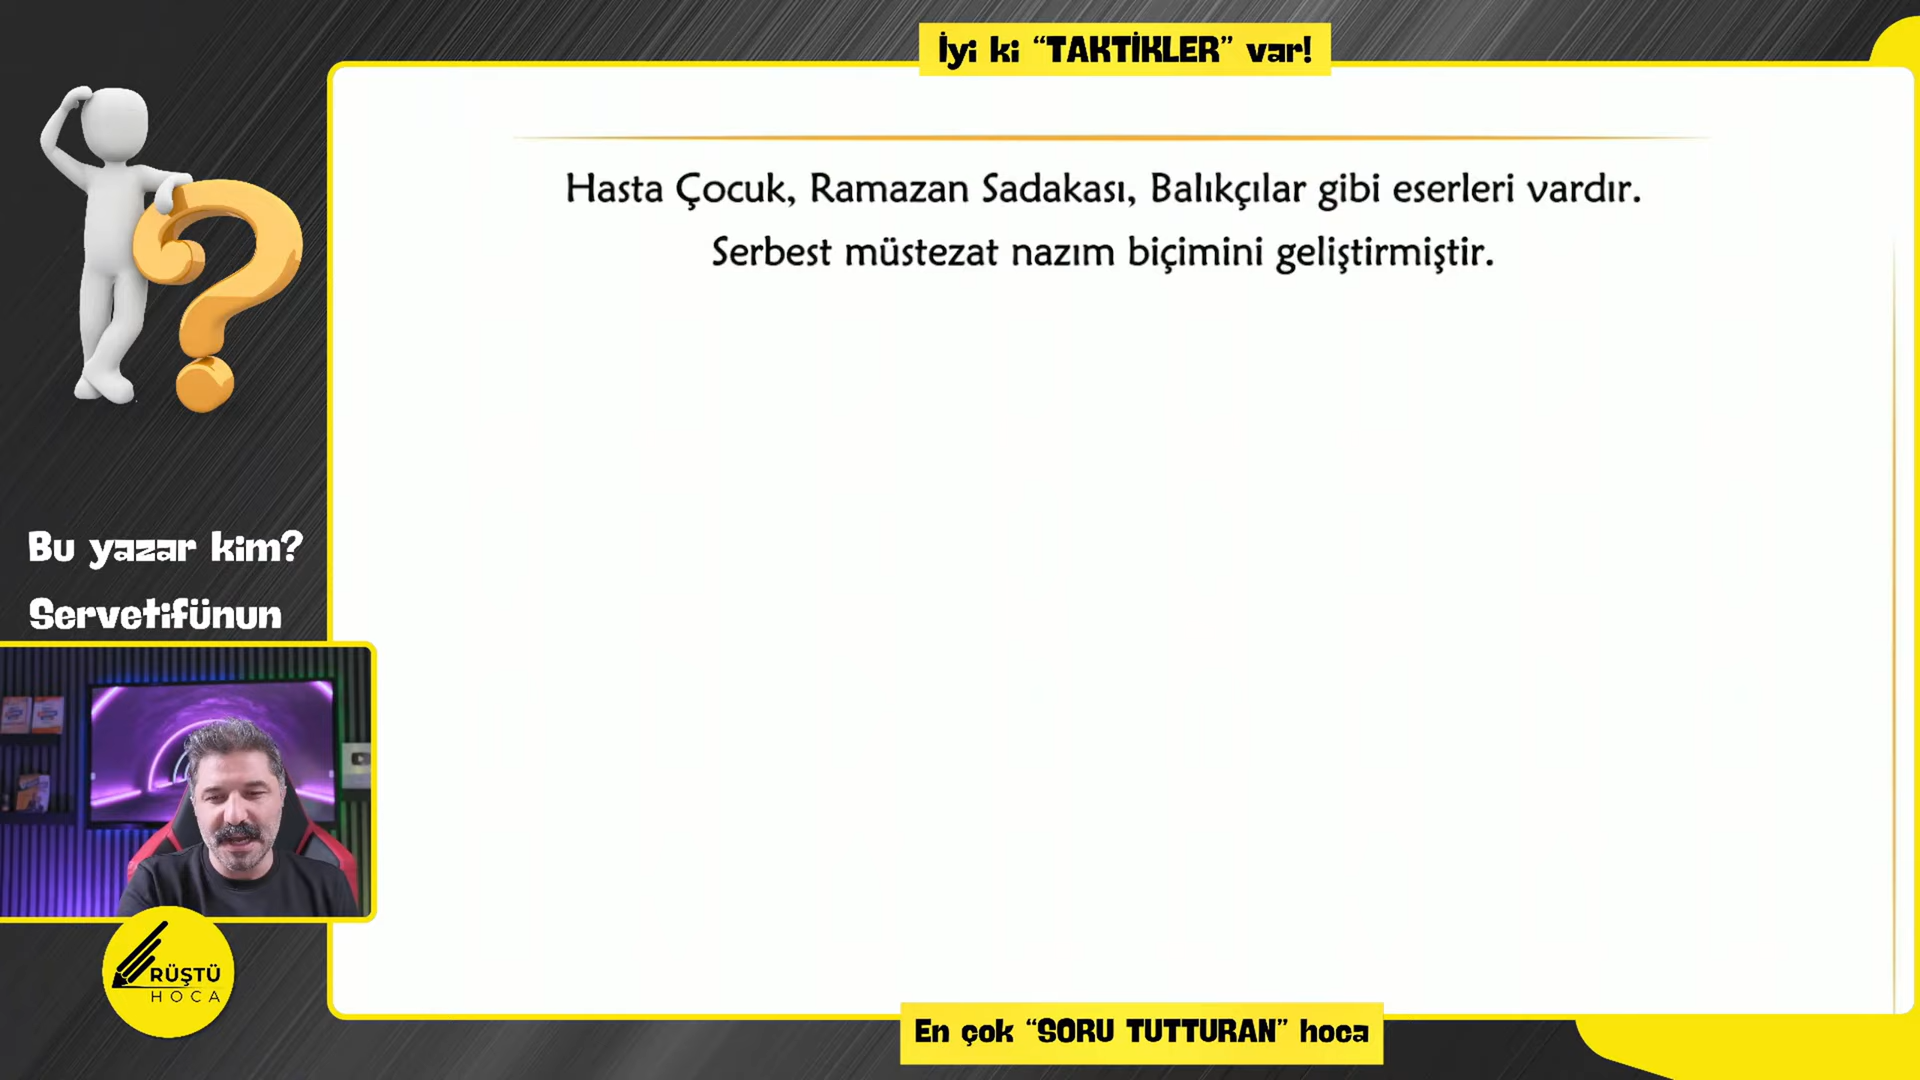 İyi ki “TAKTİKLER” var!
Hasta Çocuk, Ramazan Sadakası, Balıkçılar gibi eserleri vardır.
Serbest müstezat nazım biçimini geliştirmiştir.
Bu yazar kim?
Servetifünun
RÜŞTÜ
HOCA
En çok “SORU TUTTURAN” hoca